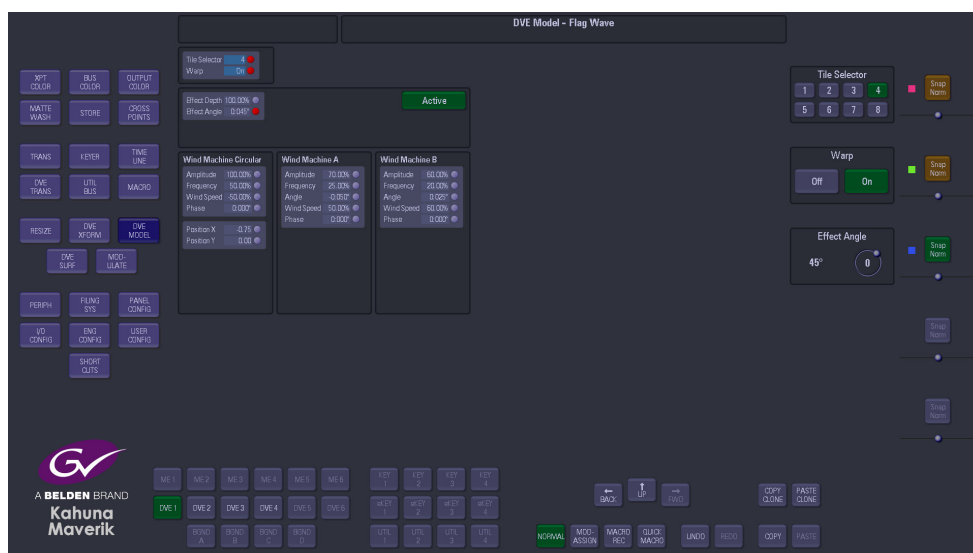 DVE Model - Flag Wave
Tile Selector 4
Warp On
Effect Depth 100.00%
Effect Angle 0.045°
Active
Wind Machine Circular
Amplitude 100.00%
Frequency 50.00%
Wind Speed -50.00%
Phase 0.000°
Position X -0.75
Position Y 0.00
Wind Machine A
Amplitude 70.00%
Frequency 25.00%
Angle -0.050°
Wind Speed 50.00%
Phase 0.000°
Wind Machine B
Amplitude 60.00%
Frequency 20.00%
Angle 0.025°
Wind Speed 60.00%
Phase 0.000°
XPT COLOR
BUS COLOR
OUTPUT COLOR
MATTE WASH
STORE
CROSS POINTS
TRANS
KEYER
TIME LINE
DVE TRANS
UTIL BUS
MACRO
RESIZE
DVE XFORM
DVE MODEL
DVE SURF
MOD- ULATE
PERIPH
FILING SYS
PANEL CONFIG
I/O CONFIG
ENG CONFIG
USER CONFIG
SHORT CUTS
Tile Selector
1 2 3 4
5 6 7 8
Snap Norm
Warp
Off On
Snap Norm
Effect Angle
45° 0
Snap Norm
Snap Norm
Snap Norm
GV
A BELDEN BRAND
Kahuna
Maverik
ME 1 ME 2 ME 3 ME 4 ME 5 ME 6
DVE 1 DVE 2 DVE 3 DVE 4 DVE 5 DVE 6
BGND A BGND B BGND C BGND D
KEY 1 KEY 2 KEY 3 KEY 4
≠KEY 1 ≠KEY 2 ≠KEY 3 ≠KEY 4
UTIL 1 UTIL 2 UTIL 3 UTIL 4
← BACK ↑ UP → FWD
COPY CLONE PASTE CLONE
NORMAL MOD- ASSIGN MACRO REC QUICK MACRO UNDO REDO COPY PASTE